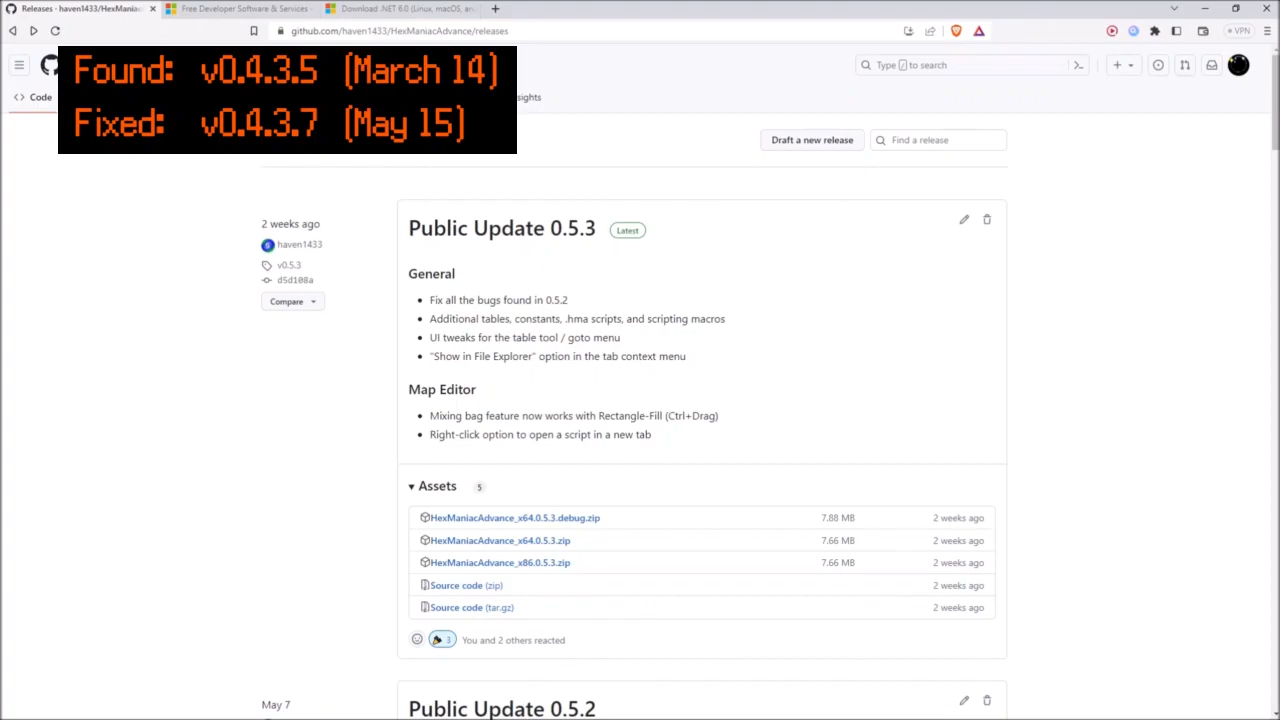 Releases · haven1433/HexManiac
Free Developer Software & Services -
Download .NET 6.0 (Linux, macOS, an
github.com/haven1433/HexManiacAdvance/releases
VPN
Found: v0.4.3.5 (March 14)
Fixed: v0.4.3.7 (May 15)
Type / to search
Code
sights
Draft a new release
Find a release
2 weeks ago
haven1433
v0.5.3
d5d108a
Compare
Public Update 0.5.3
Latest
General
Fix all the bugs found in 0.5.2
Additional tables, constants, .hma scripts, and scripting macros
UI tweaks for the table tool / goto menu
"Show in File Explorer" option in the tab context menu
Map Editor
Mixing bag feature now works with Rectangle-Fill (Ctrl+Drag)
Right-click option to open a script in a new tab
Assets 5
HexManiacAdvance_x64.0.5.3.debug.zip 7.88 MB 2 weeks ago
HexManiacAdvance_x64.0.5.3.zip 7.66 MB 2 weeks ago
HexManiacAdvance_x86.0.5.3.zip 7.66 MB 2 weeks ago
Source code (zip) 2 weeks ago
Source code (tar.gz) 2 weeks ago
3 You and 2 others reacted
May 7
Public Update 0.5.2